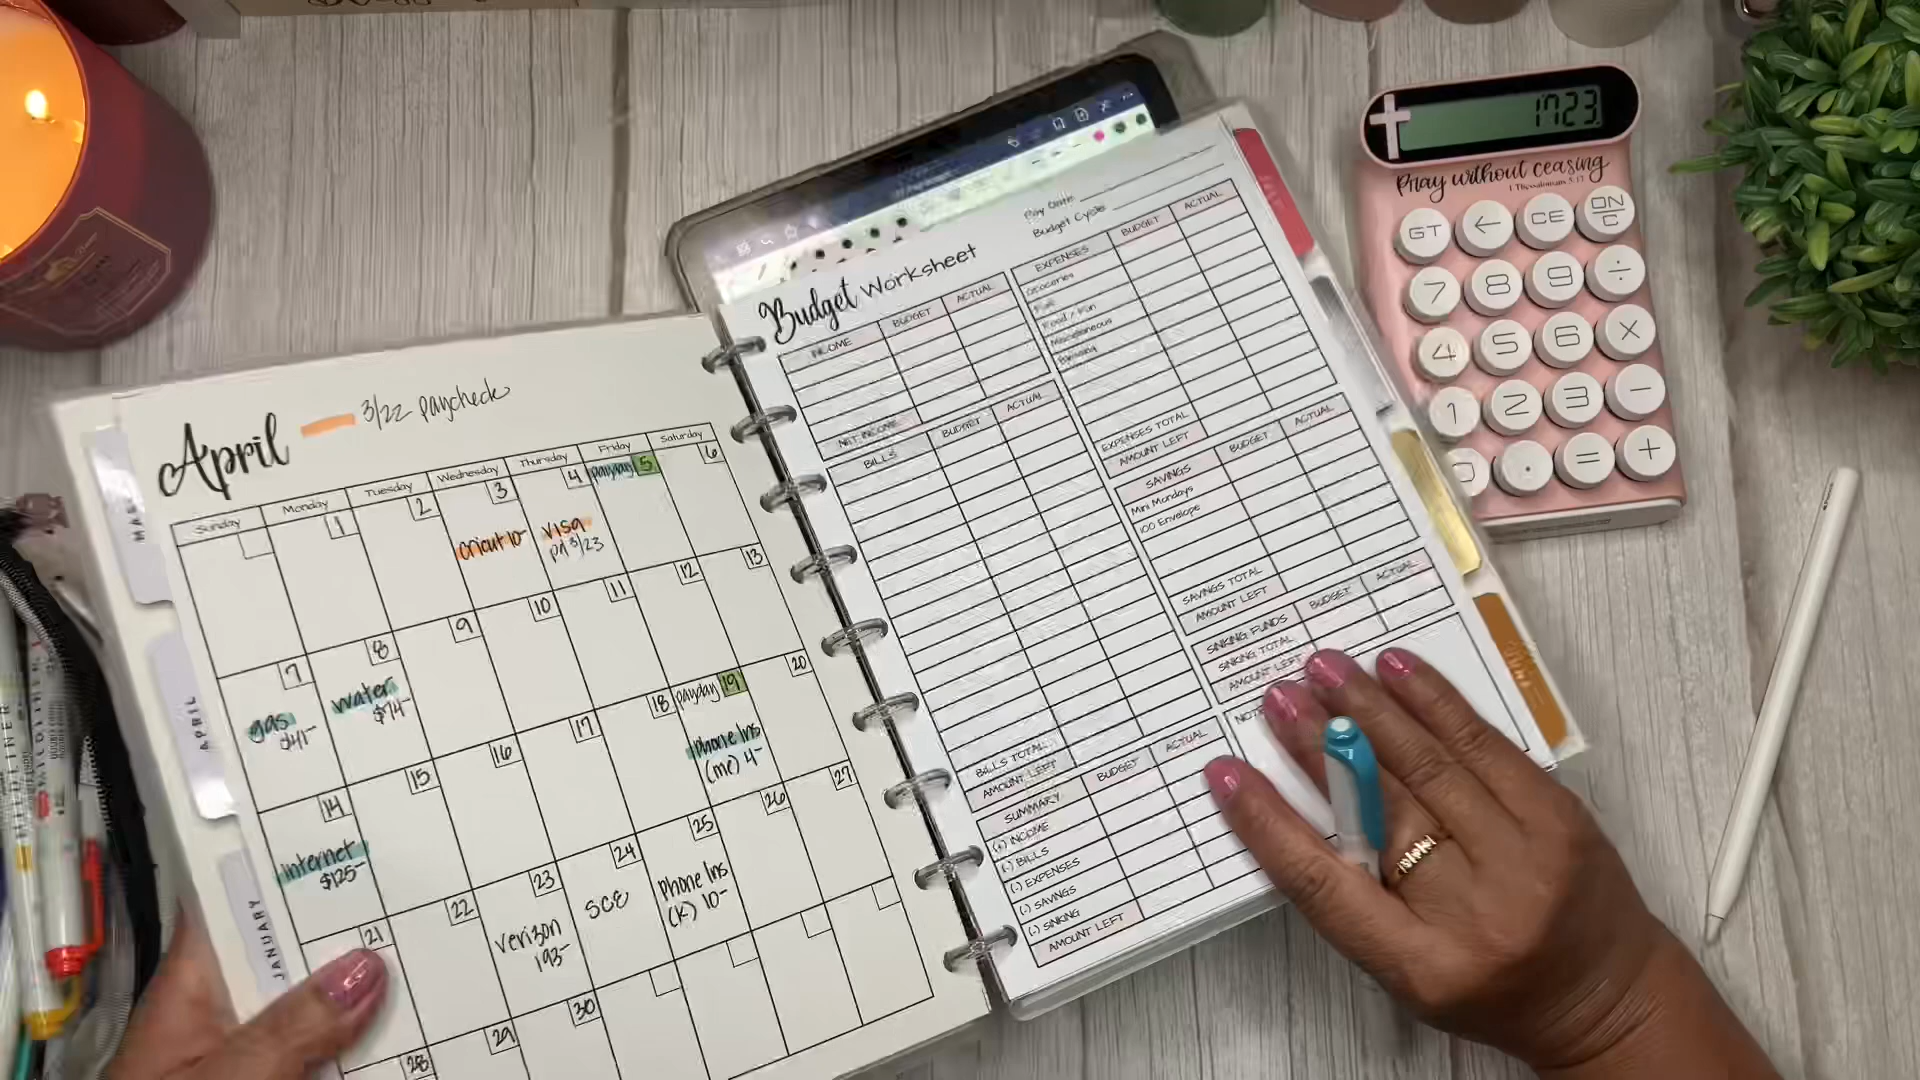 April
3/22 paycheck
Sunday Monday Tuesday Wednesday Thursday Friday Saturday
1 2 3 4 payday 5 6
cricut 10-
visa
pd 3/23
7 8 9 10 11 12 13
gas
$41-
water
$74-
14 15 16 17 18 payday 19 20
internet
$125-
phone ins
(me) 4-
21 22 23 24 25 26 27
verizon
193-
SCE
phone ins
(K) 10-
28 29 30
APRIL
JANUARY
Budget Worksheet
Pay Date
Budget Cycle
INCOME BUDGET ACTUAL
NET INCOME
BILLS BUDGET ACTUAL
BILLS TOTAL
AMOUNT LEFT
SUMMARY BUDGET ACTUAL
(+) INCOME
(-) BILLS
(-) EXPENSES
(-) SAVINGS
(-) SINKING
AMOUNT LEFT
EXPENSES BUDGET ACTUAL
Groceries
Fuel
Food / Fun
Miscellaneous
EXPENSES TOTAL
AMOUNT LEFT
SAVINGS BUDGET ACTUAL
Mini Mondays
100 Envelope
SAVINGS TOTAL
AMOUNT LEFT
SINKING FUNDS BUDGET ACTUAL
SINKING TOTAL
AMOUNT LEFT
1723.
Pray without ceasing
1 Thessalonians 5:17
GT ← CE ON/C
7 8 9 ÷
4 5 6 X
1 2 3 −
. = +